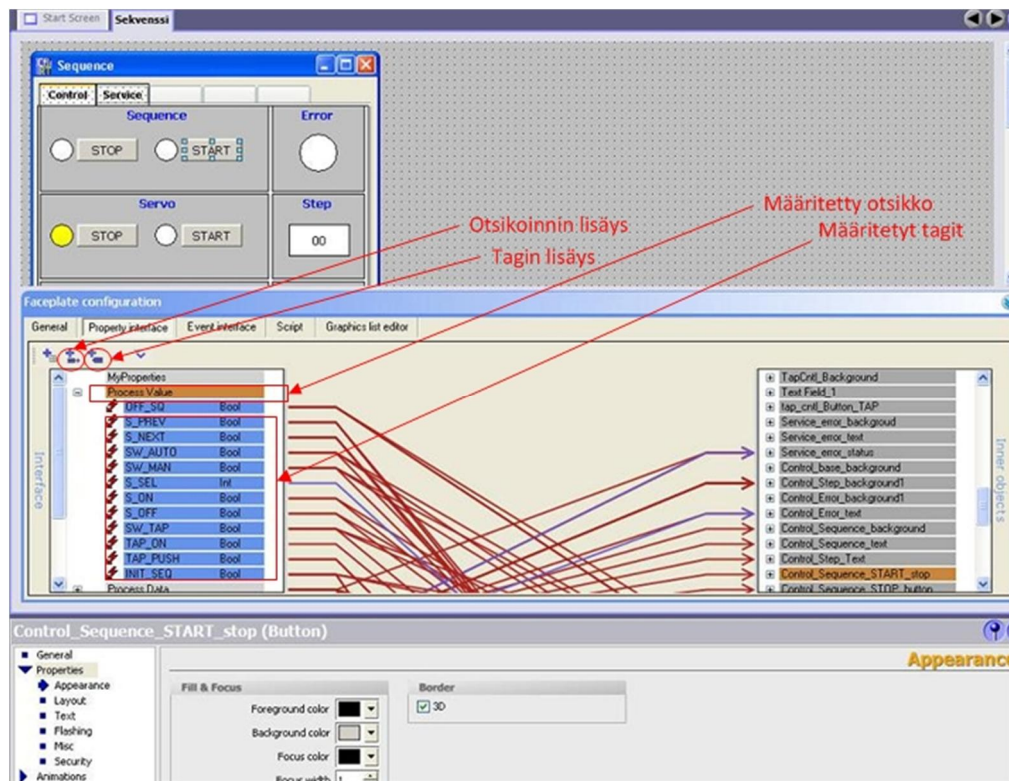 Start Screen Sekvenssi
Sequence
Control Service
Sequence Error
STOP START
Servo Step
STOP START 00
Määritetty otsikko
Otsikoinnin lisäys Määritetyt tagit
Tagin lisäys
Faceplate configuration
General Property interface Event interface Script Graphics list editor
Interface
MyProperties
Process Value
OFF_SQ Bool
S_PREV Bool
S_NEXT Bool
SW_AUTO Bool
SW_MAN Bool
S_SEL Int
S_ON Bool
S_OFF Bool
SW_TAP Bool
TAP_ON Bool
TAP_PUSH Bool
INIT_SEQ Bool
Process Data
TapCntl_Background
Text Field_1
tap_cntl_Button_TAP
Service_error_backgroud
Service_error_text
Service_error_status
Control_base_background
Control_Step_background1
Control_Error_background1
Control_Error_text
Control_Sequence_background
Control_Sequence_text
Control_Step_Text
Control_Sequence_START_stop
Control_Sequence_STOP_button
Inner objects
Control_Sequence_START_stop (Button)
General
Properties
Appearance
Layout
Text
Flashing
Misc
Security
Animations
Appearance
Fill & Focus Border
Foreground color 3D
Background color
Focus color
Focus width 1